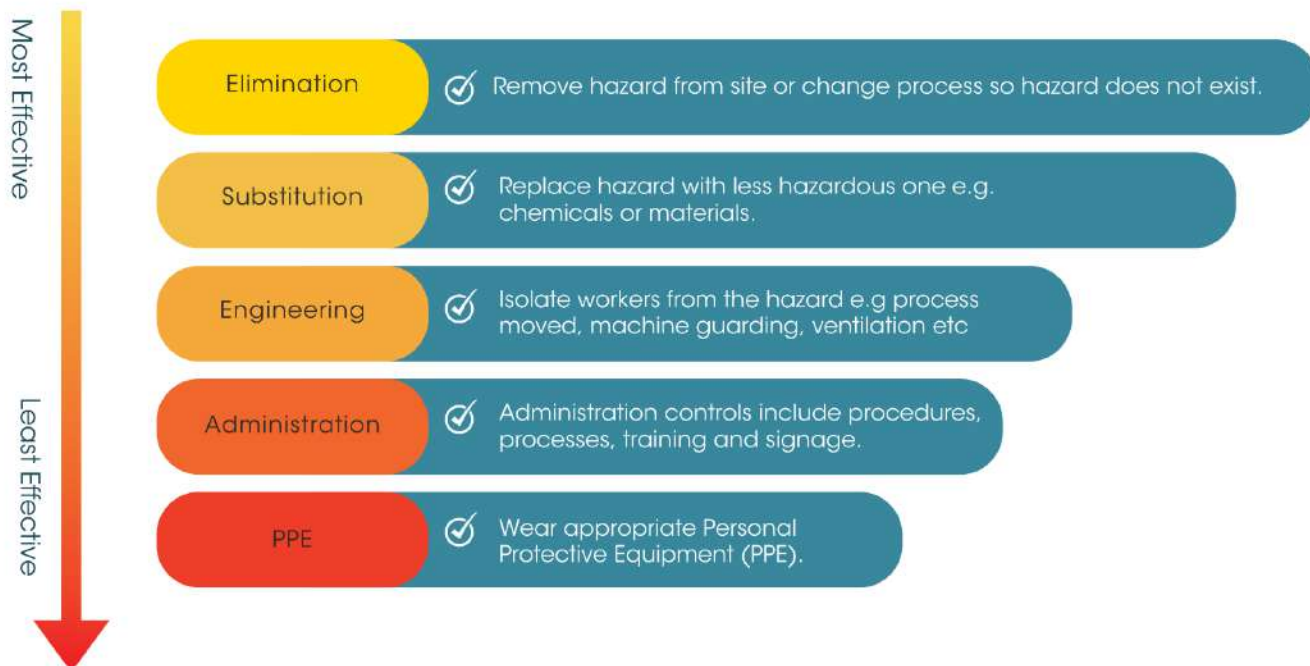 Most Effective
Least Effective
Elimination
Remove hazard from site or change process so hazard does not exist.
Substitution
Replace hazard with less hazardous one e.g.
chemicals or materials.
Engineering
Isolate workers from the hazard e.g process
moved, machine guarding, ventilation etc
Administration
Administration controls include procedures,
processes, training and signage.
PPE
Wear appropriate Personal
Protective Equipment (PPE).